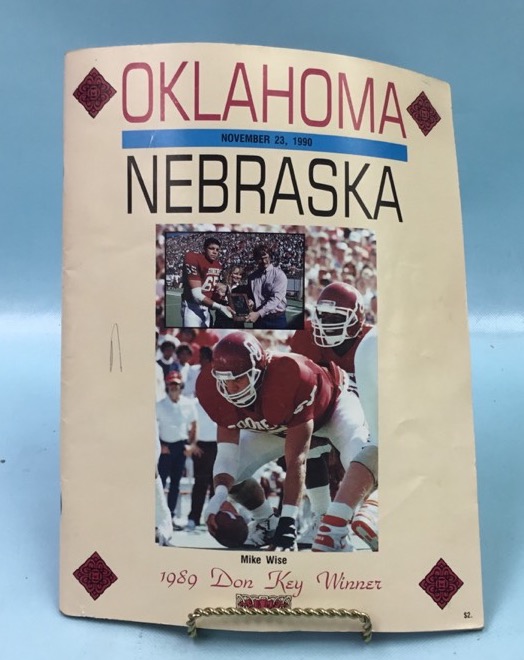 OKLAHOMA
NOVEMBER 23, 1990
NEBRASKA
Mike Wise
1989 Don Key Winner
$2.